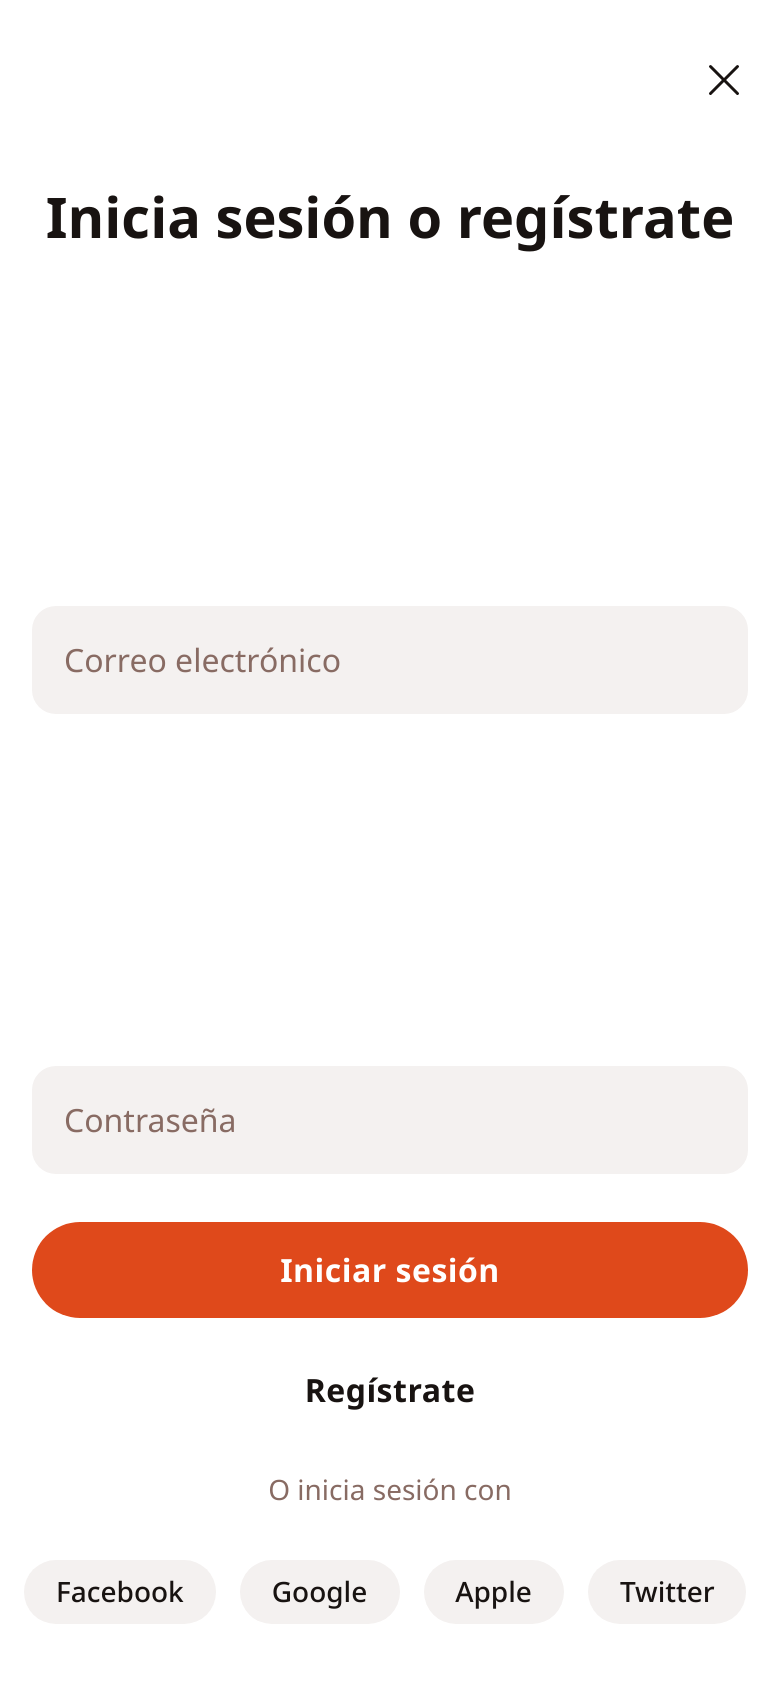 Inicia sesión o regístrate
Correo electrónico
Contraseña
Iniciar sesión
Regístrate
O inicia sesión con
Facebook Google Apple Twitter